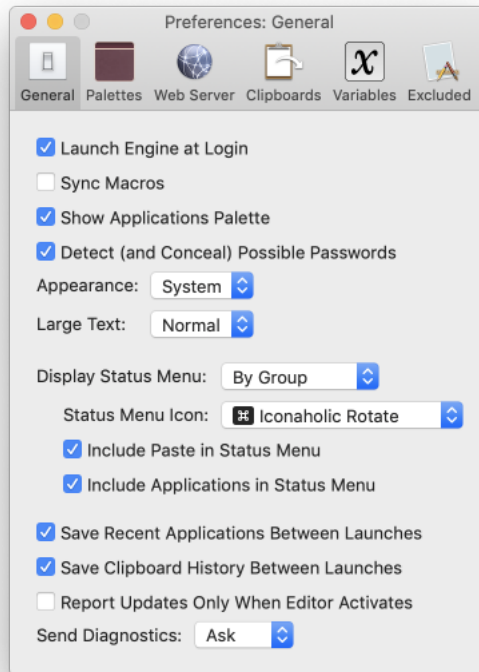 Preferences: General
General Palettes Web Server Clipboards Variables Excluded
Launch Engine at Login
Sync Macros
Show Applications Palette
Detect (and Conceal) Possible Passwords
Appearance: System
Large Text: Normal
Display Status Menu: By Group
Status Menu Icon: ⌘ Iconaholic Rotate
Include Paste in Status Menu
Include Applications in Status Menu
Save Recent Applications Between Launches
Save Clipboard History Between Launches
Report Updates Only When Editor Activates
Send Diagnostics: Ask